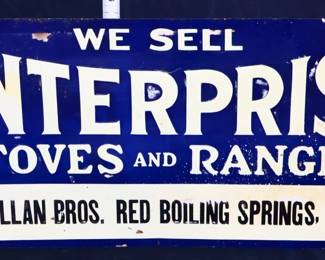 WE SELL
NTERPRIS
TOVES AND RANG
LLAN BROS. RED BOILING SPRINGS,